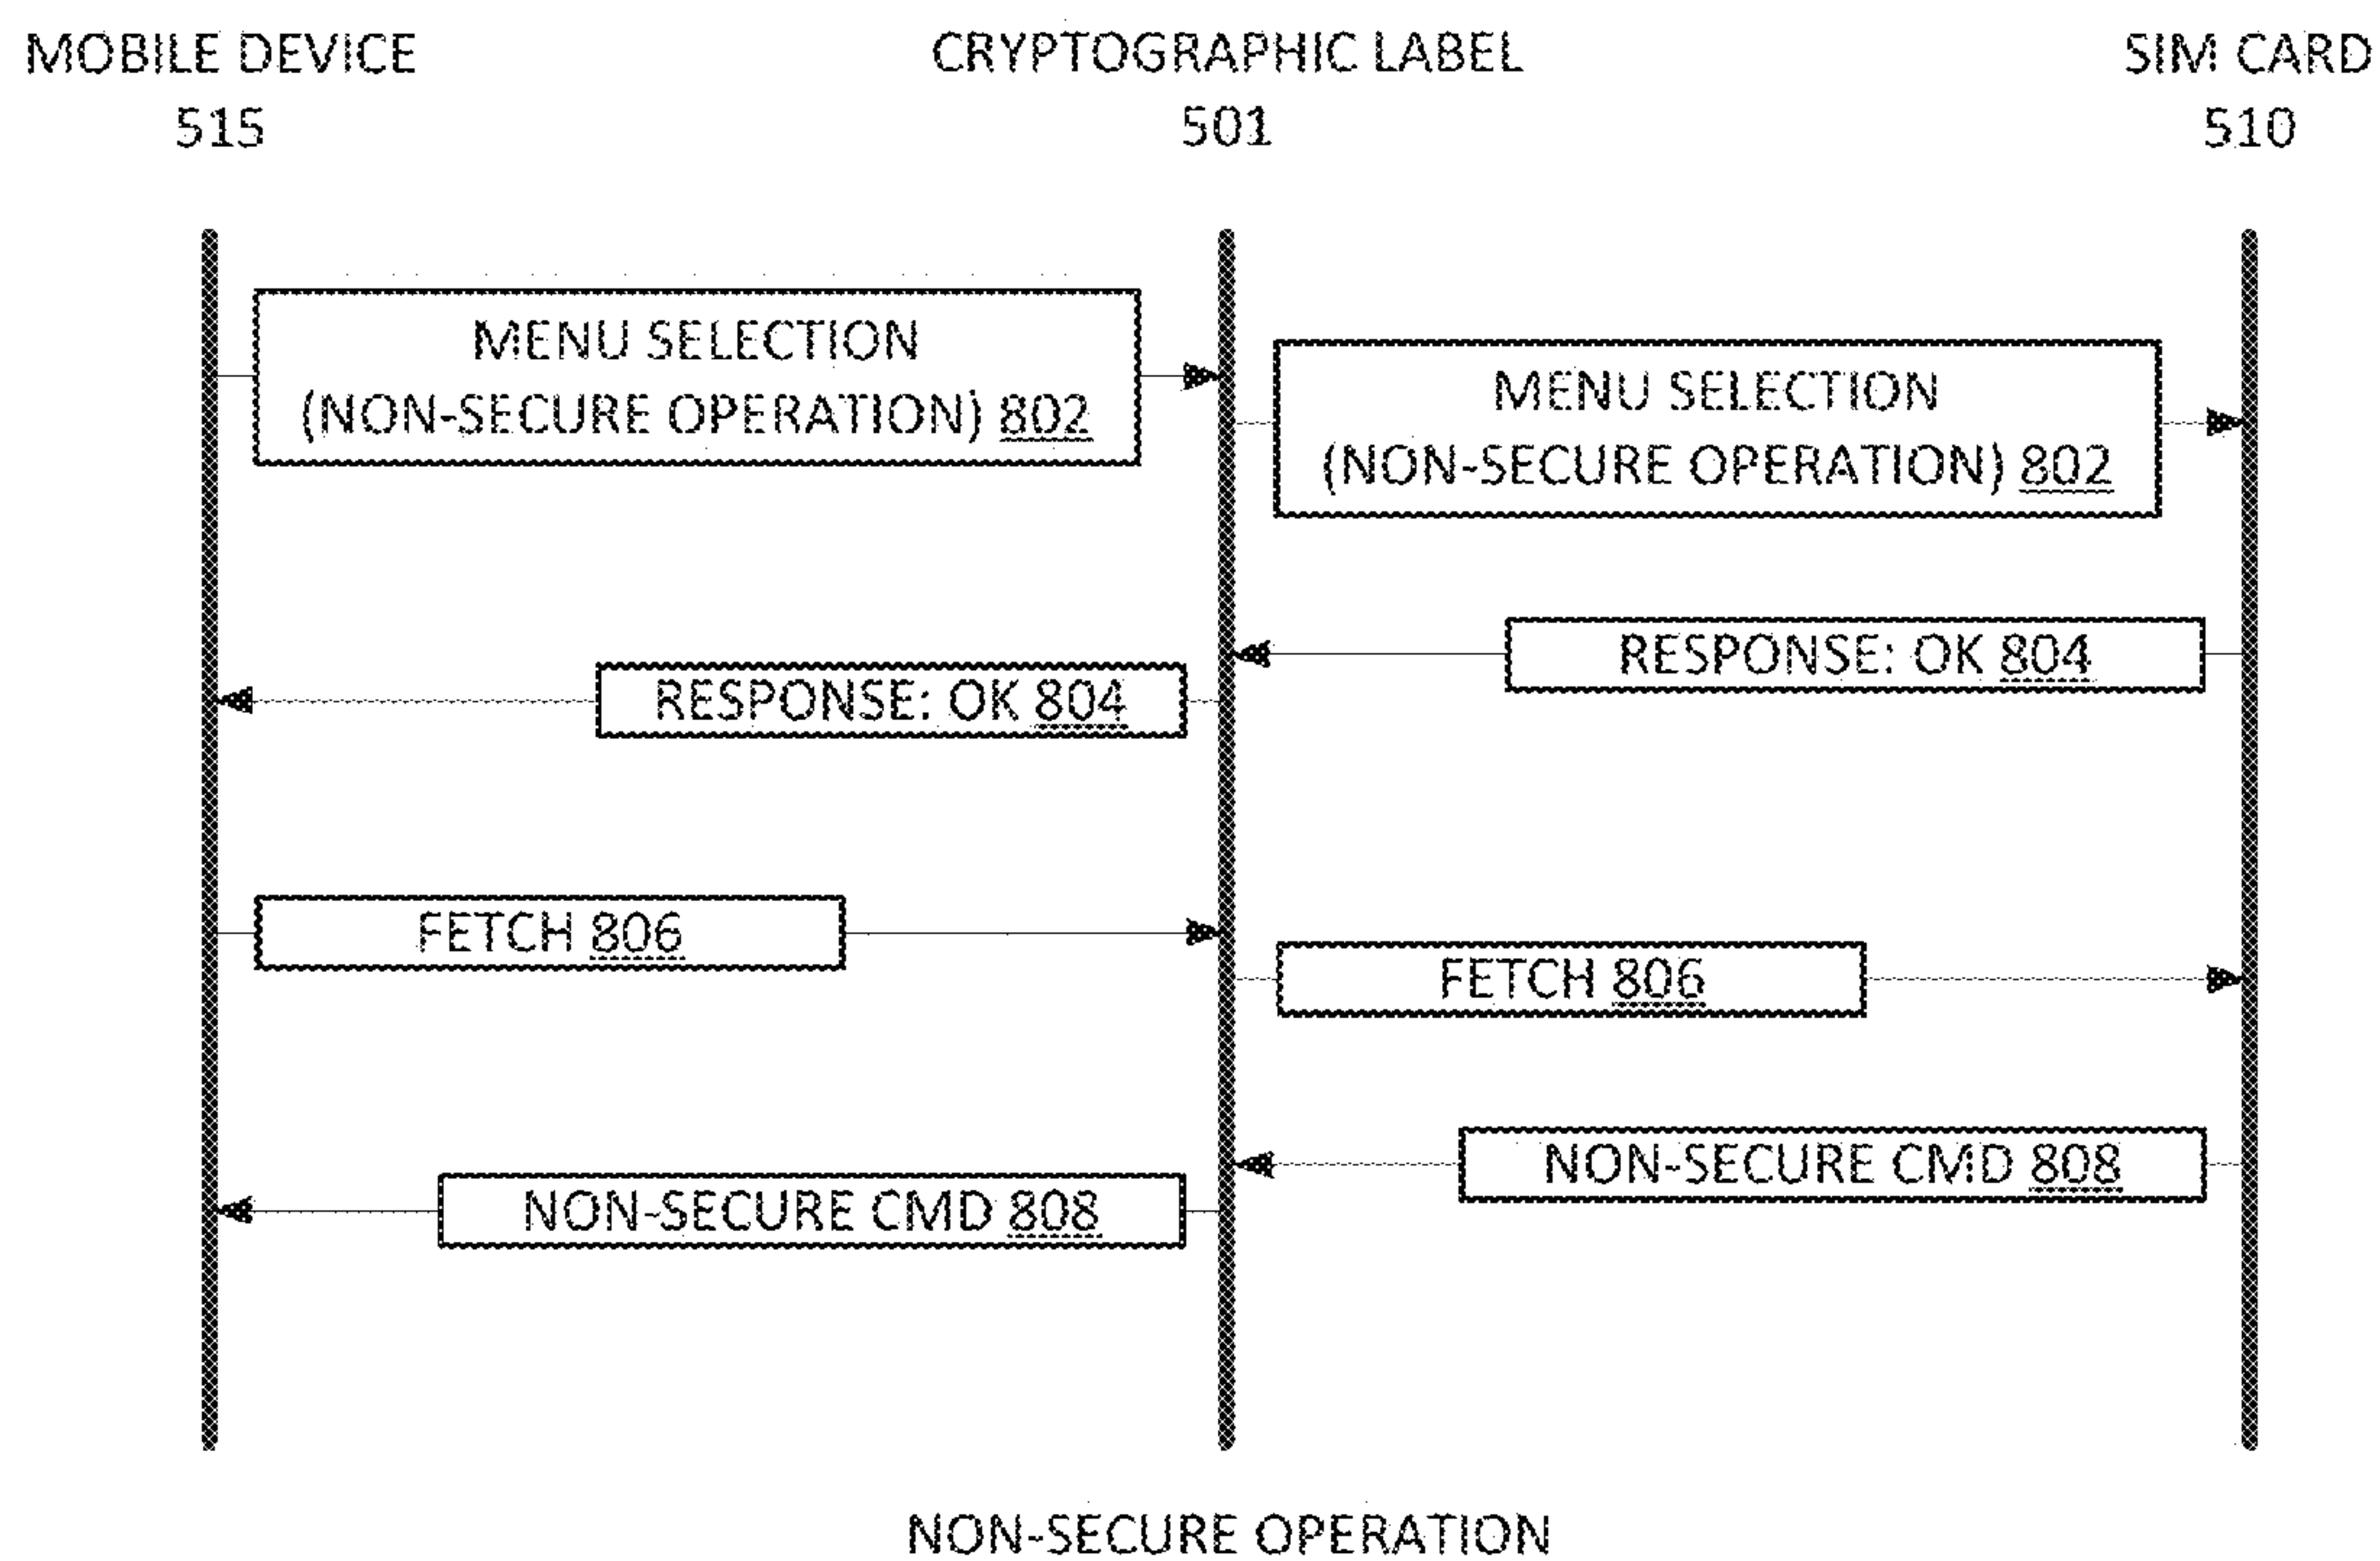 MOBILE DEVICE
515
CRYPTOGRAPHIC LABEL
501
SIM CARD
510
MENU SELECTION
(NON-SECURE OPERATION) 802
MENU SELECTION
(NON-SECURE OPERATION) 802
RESPONSE: OK 804
RESPONSE: OK 804
FETCH 806
FETCH 806
NON-SECURE CMD 808
NON-SECURE CMD 808
NON-SECURE OPERATION